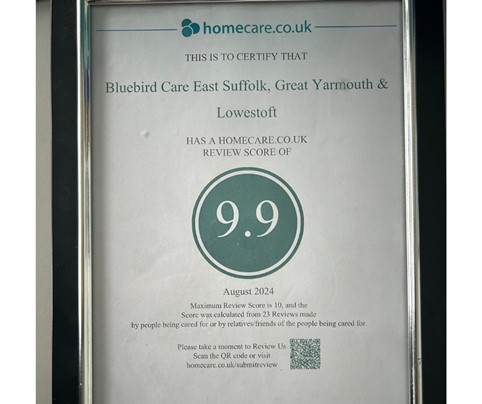 homecare.co.uk
THIS IS TO CERTIFY THAT
Bluebird Care East Suffolk, Great Yarmouth &
Lowestoft
HAS A HOMECARE.CO.UK
REVIEW SCORE OF
9.9
August 2024
Maximum Review Score is 10, and the
Score was calculated from 23 Reviews made
by people being cared for or by relatives/friends of the people being cared for.
Please take a moment to Review Us
Scan the QR code or visit
homecare.co.uk/submitreview